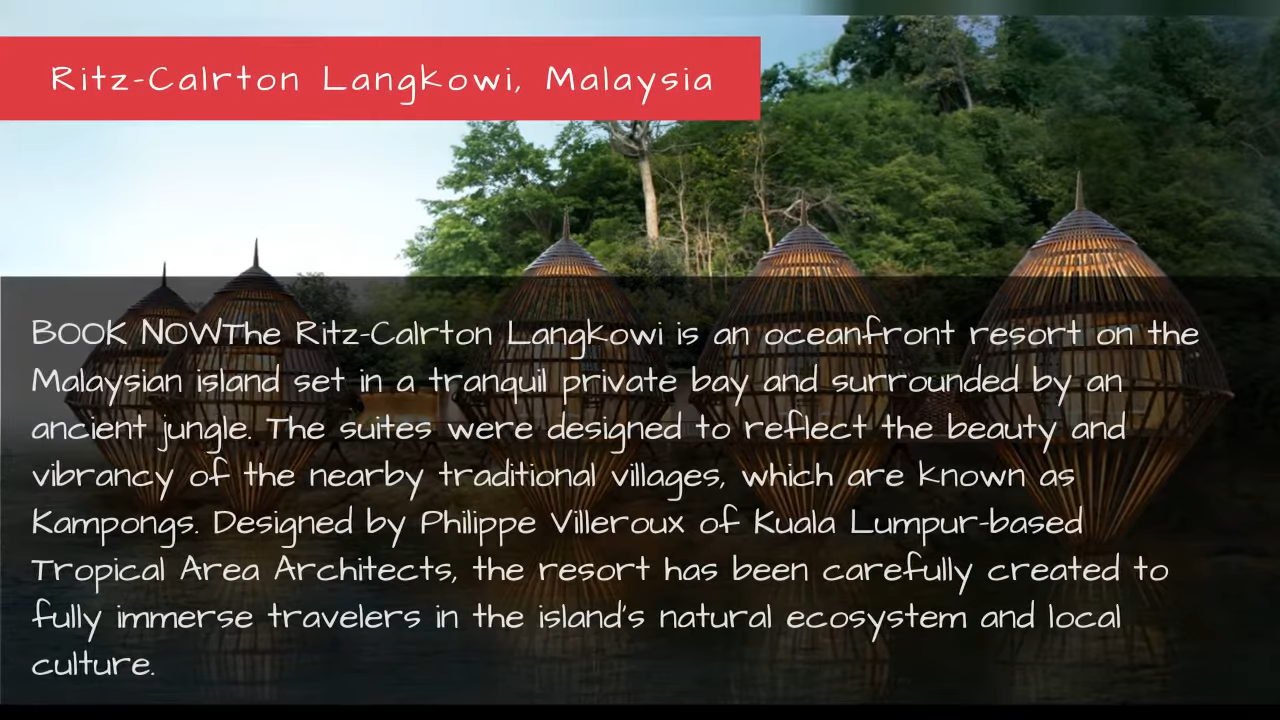 Ritz-Calrton Langkowi, Malaysia
BOOK NOWThe Ritz-Calrton Langkowi is an oceanfront resort on the
Malaysian island set in a tranquil private bay and surrounded by an
ancient jungle. The suites were designed to reflect the beauty and
vibrancy of the nearby traditional villages, which are known as
Kampongs. Designed by Philippe Villeroux of Kuala Lumpur-based
Tropical Area Architects, the resort has been carefully created to
fully immerse travelers in the island's natural ecosystem and local
culture.